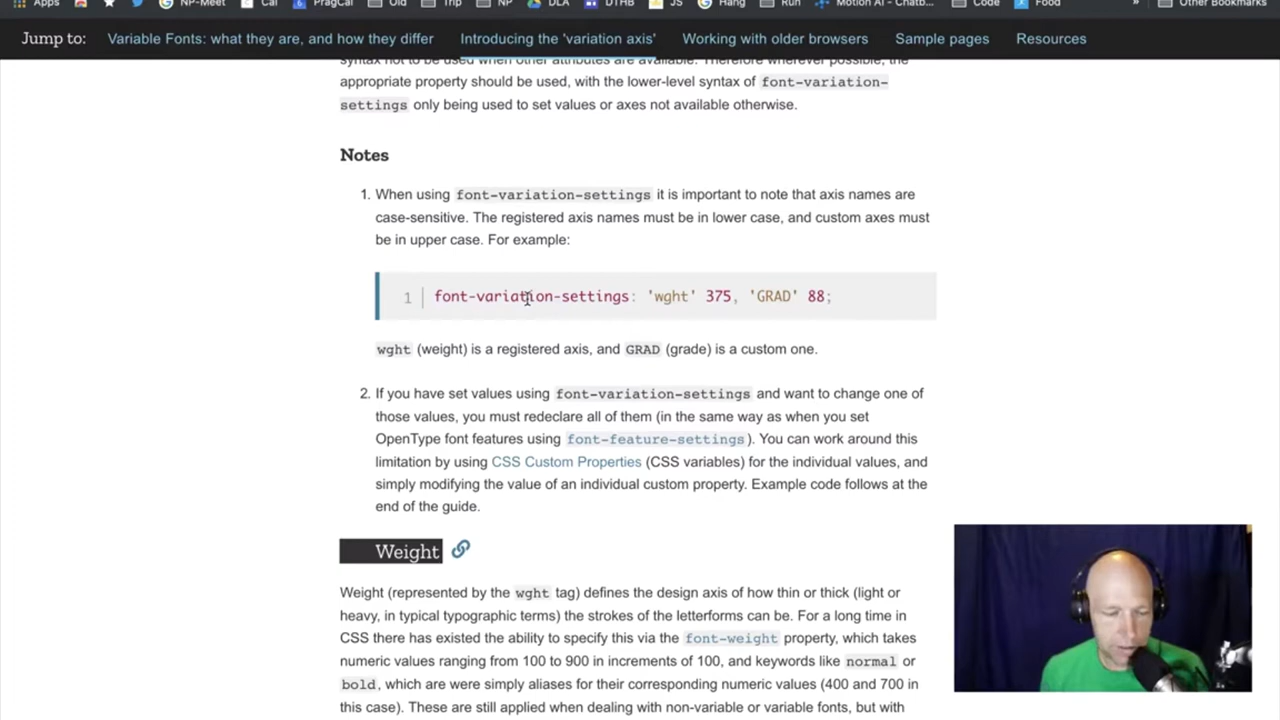 Apps NP-Meet Cal PragCal Old Trip NP DLA DTHB JS Hang Run Motion AI - Chatb... Code Food » Other Bookmarks
Jump to: Variable Fonts: what they are, and how they differ Introducing the 'variation axis' Working with older browsers Sample pages Resources
syntax not to be used when other attributes are available. Therefore wherever possible, the
appropriate property should be used, with the lower-level syntax of font-variation-
settings only being used to set values or axes not available otherwise.
Notes
1. When using font-variation-settings it is important to note that axis names are
case-sensitive. The registered axis names must be in lower case, and custom axes must
be in upper case. For example:
1 font-variation-settings: 'wght' 375, 'GRAD' 88;
wght (weight) is a registered axis, and GRAD (grade) is a custom one.
2. If you have set values using font-variation-settings and want to change one of
those values, you must redeclare all of them (in the same way as when you set
OpenType font features using font-feature-settings). You can work around this
limitation by using CSS Custom Properties (CSS variables) for the individual values, and
simply modifying the value of an individual custom property. Example code follows at the
end of the guide.
Weight
Weight (represented by the wght tag) defines the design axis of how thin or thick (light or
heavy, in typical typographic terms) the strokes of the letterforms can be. For a long time in
CSS there has existed the ability to specify this via the font-weight property, which takes
numeric values ranging from 100 to 900 in increments of 100, and keywords like normal or
bold, which are were simply aliases for their corresponding numeric values (400 and 700 in
this case). These are still applied when dealing with non-variable or variable fonts, but with